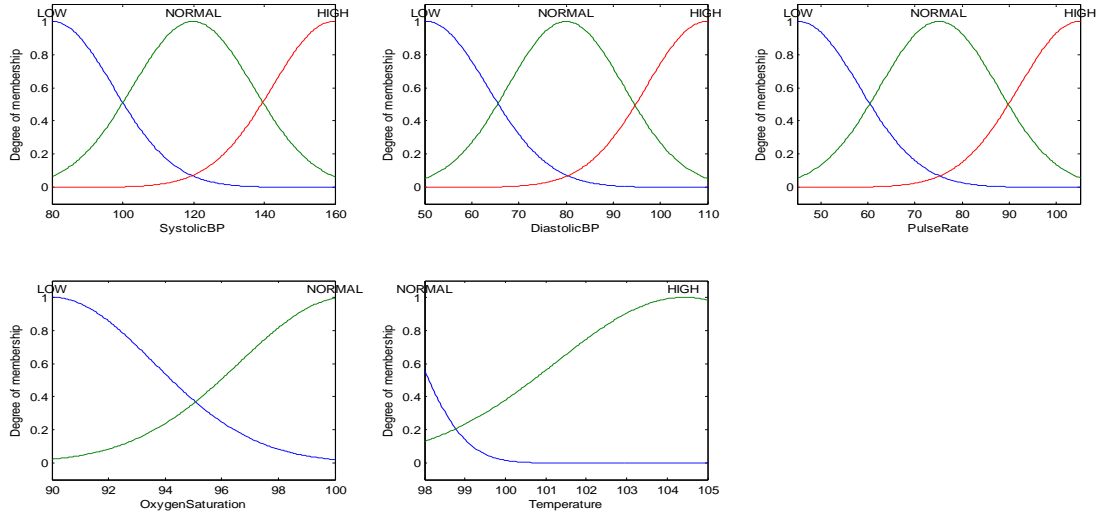 LOW NORMAL HIGH
1
0.8
0.6
0.4
0.2
0
Degree of membership
80 100 120 140 160
SystolicBP
LOW NORMAL HIGH
1
0.8
0.6
0.4
0.2
0
Degree of membership
50 60 70 80 90 100 110
DiastolicBP
LOW NORMAL HIGH
1
0.8
0.6
0.4
0.2
0
Degree of membership
50 60 70 80 90 100
PulseRate
LOW NORMAL
1
0.8
0.6
0.4
0.2
0
Degree of membership
90 92 94 96 98 100
OxygenSaturation
NORMAL HIGH
1
0.8
0.6
0.4
0.2
0
Degree of membership
98 99 100 101 102 103 104 105
Temperature